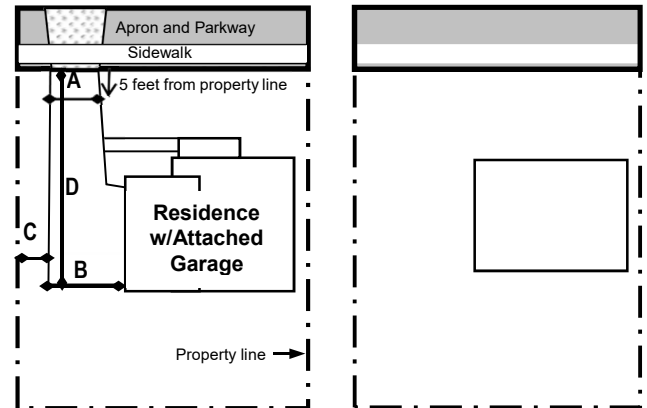 Apron and Parkway
Sidewalk
A
5 feet from property line
D
Residence
w/Attached
Garage
C
B
Property line